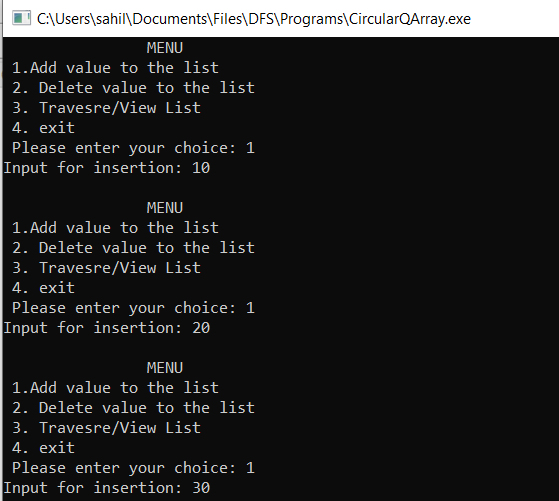 C:\Users\sahil\Documents\Files\DFS\Programs\CircularQArray.exe
MENU
1.Add value to the list
2. Delete value to the list
3. Travesre/View List
4. exit
Please enter your choice: 1
Input for insertion: 10
MENU
1.Add value to the list
2. Delete value to the list
3. Travesre/View List
4. exit
Please enter your choice: 1
Input for insertion: 20
MENU
1.Add value to the list
2. Delete value to the list
3. Travesre/View List
4. exit
Please enter your choice: 1
Input for insertion: 30